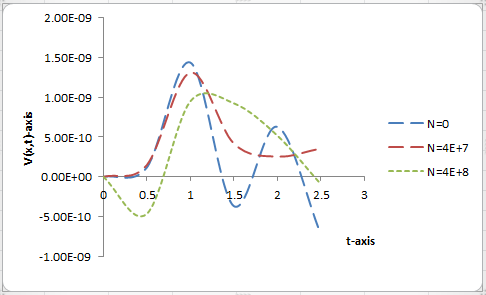 2.00E-09
1.50E-09
1.00E-09
5.00E-10
0.00E+00
-5.00E-10
-1.00E-09
V(x,t)-axis
0 0.5 1 1.5 2 2.5 3
t-axis
N=0
N=4E+7
N=4E+8